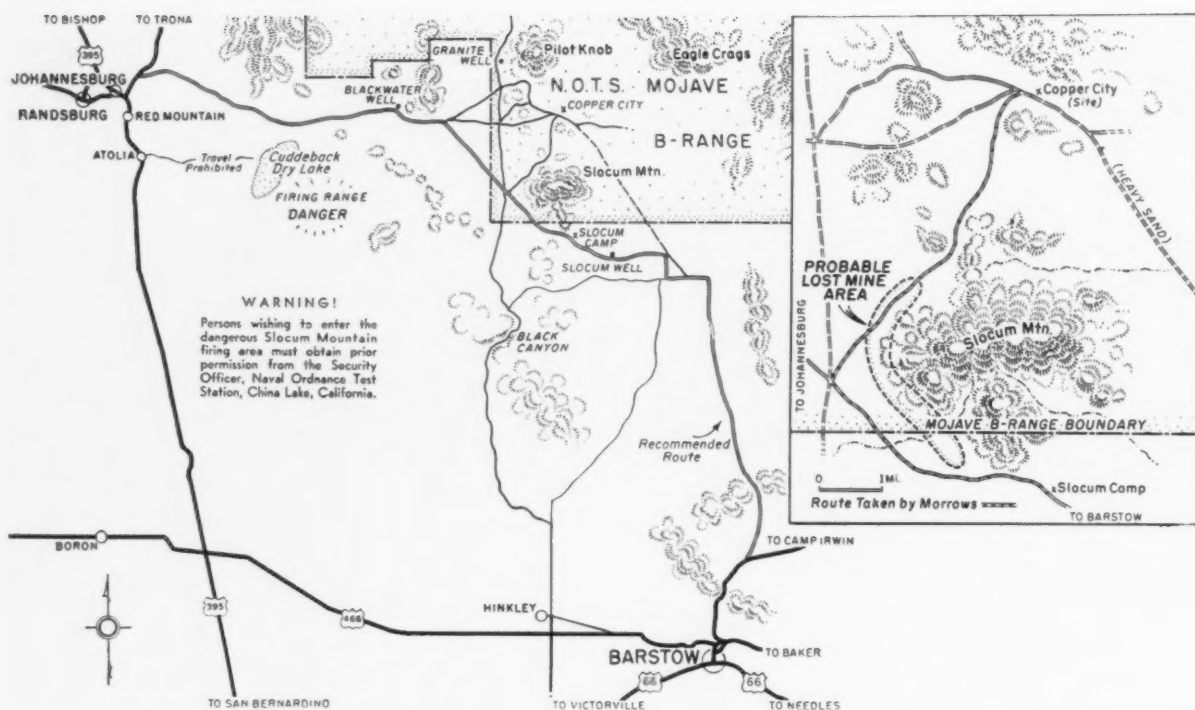 TO BISHOP
TO TRONA
395
JOHANNESBURG
RANDSBURG
RED MOUNTAIN
ATOLIA
Travel
Prohibited
Cuddeback
Dry Lake
FIRING RANGE
DANGER
GRANITE
WELL
Pilot Knob
Eagle Crags
BLACKWATER
WELL
N.O.T.S. MOJAVE
COPPER CITY
B-RANGE
Slocum Mtn.
SLOCUM
CAMP
SLOCUM WELL
WARNING!
Persons wishing to enter the
dangerous Slocum Mountain
firing area must obtain prior
permission from the Security
Officer, Naval Ordnance Test
Station, China Lake, California.
BLACK
CANYON
Recommended
Route
BORON
395
466
HINKLEY
TO CAMP IRWIN
BARSTOW
TO BAKER
66
66
TO SAN BERNARDINO
TO VICTORVILLE
TO NEEDLES
Copper City
(Site)
(HEAVY SAND)
PROBABLE
LOST MINE
AREA
Slocum Mtn.
TO JOHANNESBURG
MOJAVE B-RANGE BOUNDARY
0 1 Mi.
Slocum Camp
Route Taken by Morrows
TO BARSTOW